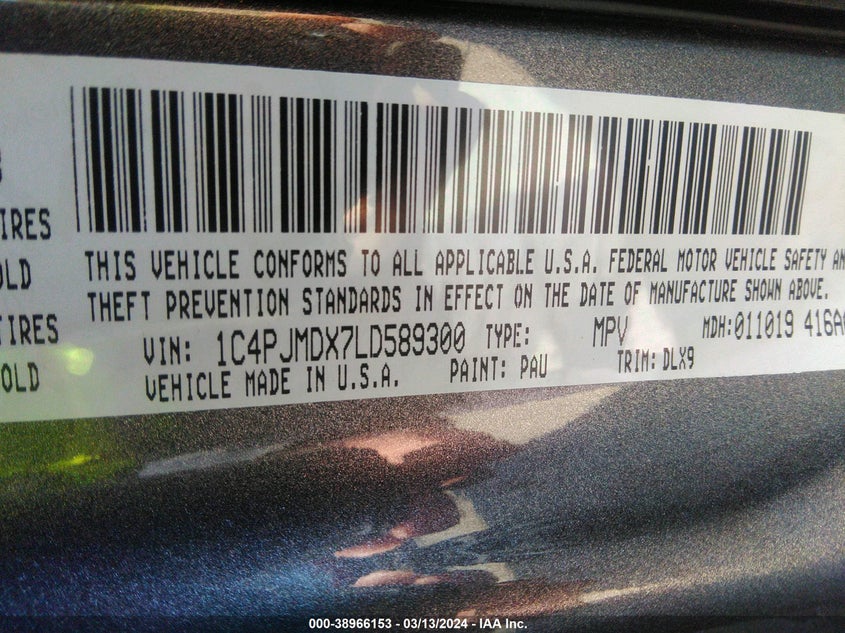 IRES
OLD
TIRES
OLD
THIS VEHICLE CONFORMS TO ALL APPLICABLE U.S.A. FEDERAL MOTOR VEHICLE SAFETY AN
THEFT PREVENTION STANDARDS IN EFFECT ON THE DATE OF MANUFACTURE SHOWN ABOVE.
VIN: 1C4PJMDX7LD589300 TYPE: MPV MDH:011019 416A
VEHICLE MADE IN U.S.A. PAINT: PAU TRIM: DLX9
000-38966153 - 03/13/2024 - IAA Inc.